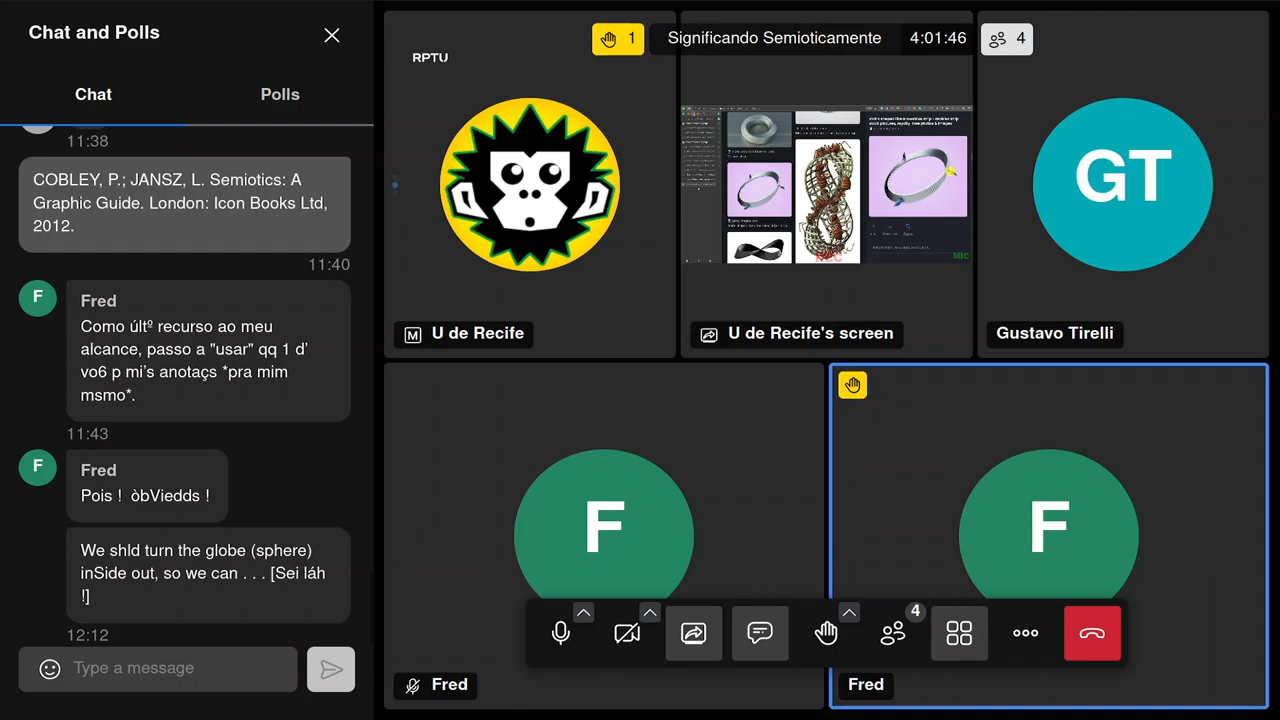 Chat and Polls
Chat
Polls
11:38
COBLEY, P.; JANSZ, L. Semiotics: A
Graphic Guide. London: Icon Books Ltd,
2012.
11:40
F
Fred
Como últº recurso ao meu
alcance, passo a "usar" qq 1 d’
vo6 p mi’s anotaçs *pra mim
msmo*.
11:43
F
Fred
Pois ! òbViedds !
We shld turn the globe (sphere)
inSide out, so we can . . . [Sei láh
!]
12:12
Type a message
RPTU
1
Significando Semioticamente
4:01:46
4
M
U de Recife
REC
MIC
U de Recife's screen
GT
Gustavo Tirelli
F
Fred
F
Fred
4